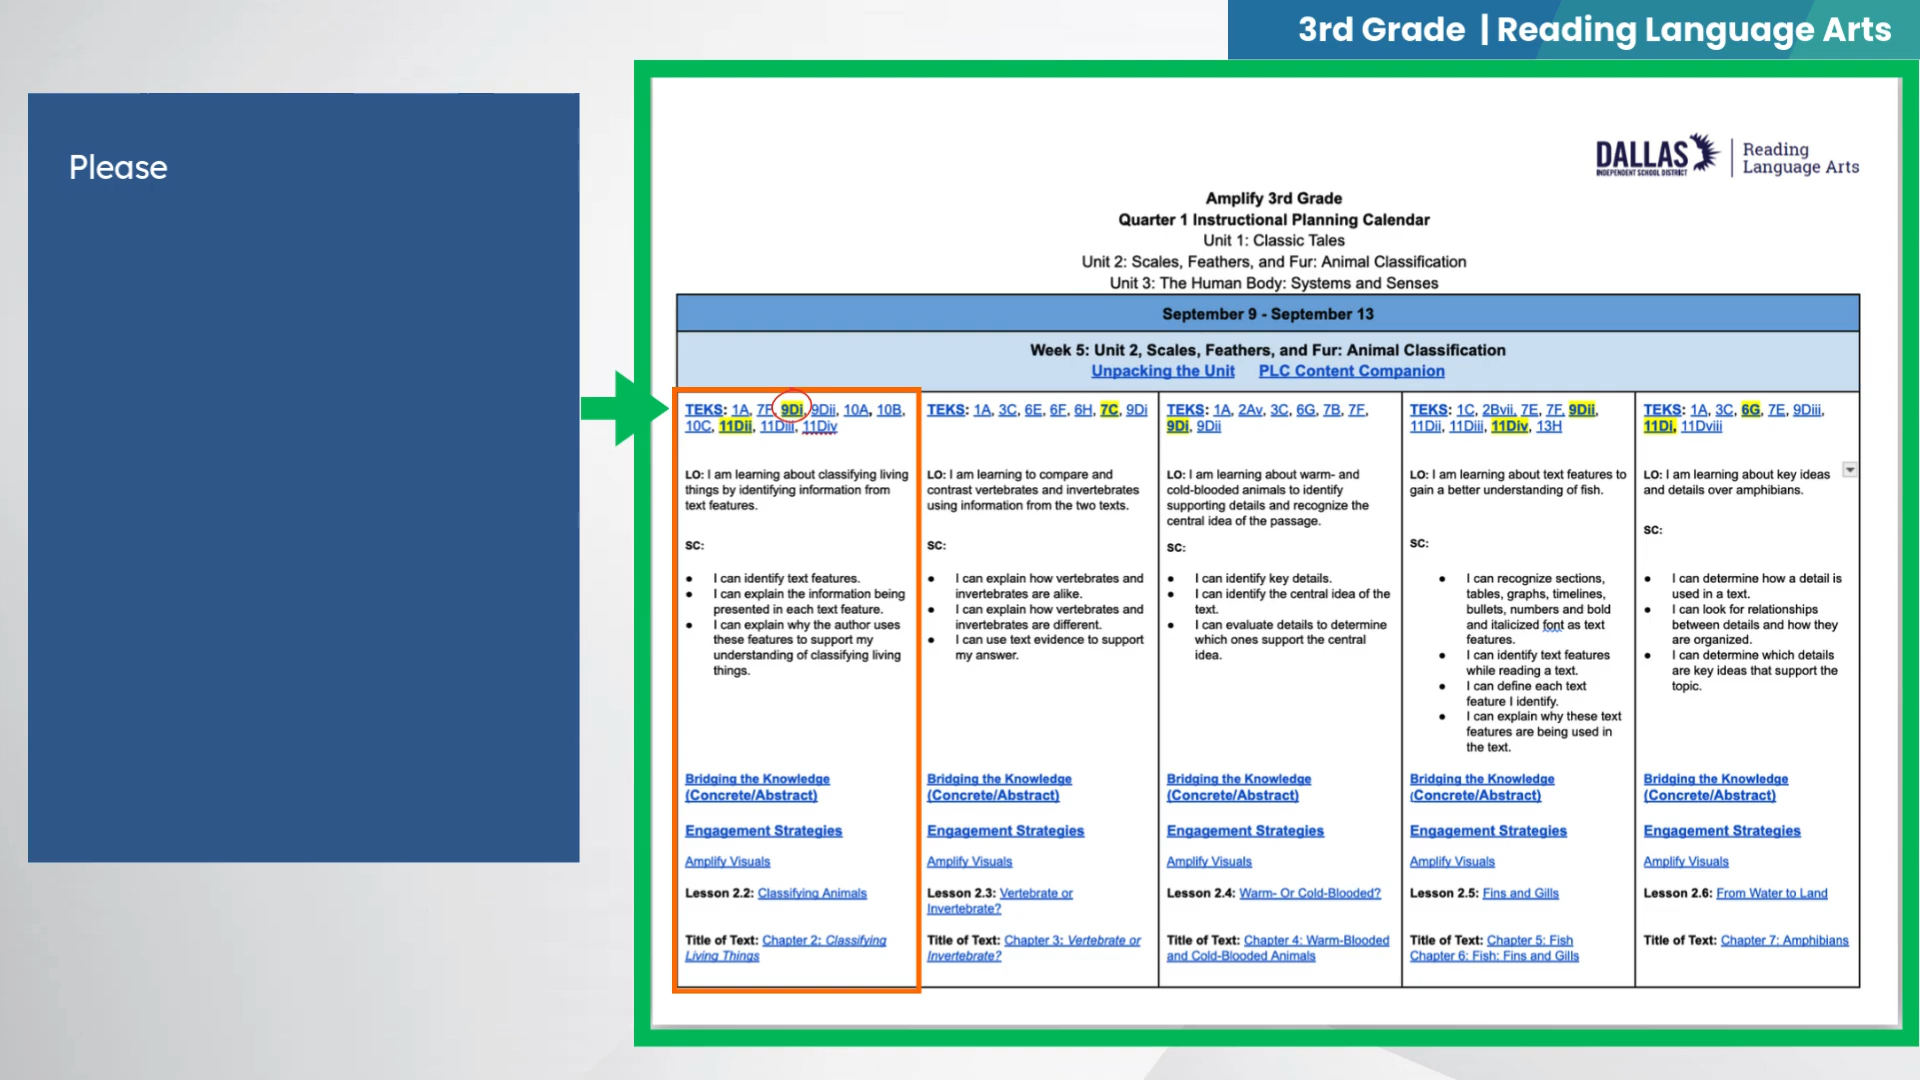 3rd Grade | Reading Language Arts
Please
DALLAS
INDEPENDENT SCHOOL DISTRICT
Reading
Language Arts
Amplify 3rd Grade
Quarter 1 Instructional Planning Calendar
Unit 1: Classic Tales
Unit 2: Scales, Feathers, and Fur: Animal Classification
Unit 3: The Human Body: Systems and Senses
September 9 - September 13
Week 5: Unit 2, Scales, Feathers, and Fur: Animal Classification
Unpacking the Unit PLC Content Companion
TEKS: 1A, 7F, 9Di, 9Dii, 10A, 10B,
10C, 11Dii, 11Diii, 11Div
LO: I am learning about classifying living
things by identifying information from
text features.
SC:
● I can identify text features.
● I can explain the information being
presented in each text feature.
● I can explain why the author uses
these features to support my
understanding of classifying living
things.
Bridging the Knowledge
(Concrete/Abstract)
Engagement Strategies
Amplify Visuals
Lesson 2.2: Classifying Animals
Title of Text: Chapter 2: Classifying
Living Things
TEKS: 1A, 3C, 6E, 6F, 6H, 7C, 9Di
LO: I am learning to compare and
contrast vertebrates and invertebrates
using information from the two texts.
SC:
● I can explain how vertebrates and
invertebrates are alike.
● I can explain how vertebrates and
invertebrates are different.
● I can use text evidence to support
my answer.
Bridging the Knowledge
(Concrete/Abstract)
Engagement Strategies
Amplify Visuals
Lesson 2.3: Vertebrate or
Invertebrate?
Title of Text: Chapter 3: Vertebrate or
Invertebrate?
TEKS: 1A, 2Av, 3C, 6G, 7B, 7F,
9Di, 9Dii
LO: I am learning about warm- and
cold-blooded animals to identify
supporting details and recognize the
central idea of the passage.
SC:
● I can identify key details.
● I can identify the central idea of the
text.
● I can evaluate details to determine
which ones support the central
idea.
Bridging the Knowledge
(Concrete/Abstract)
Engagement Strategies
Amplify Visuals
Lesson 2.4: Warm- Or Cold-Blooded?
Title of Text: Chapter 4: Warm-Blooded
and Cold-Blooded Animals
TEKS: 1C, 2Bvii, 7E, 7F, 9Dii,
11Dii, 11Diii, 11Div, 13H
LO: I am learning about text features to
gain a better understanding of fish.
SC:
● I can recognize sections,
tables, graphs, timelines,
bullets, numbers and bold
and italicized font as text
features.
● I can identify text features
while reading a text.
● I can define each text
feature I identify.
● I can explain why these text
features are being used in
the text.
Bridging the Knowledge
(Concrete/Abstract)
Engagement Strategies
Amplify Visuals
Lesson 2.5: Fins and Gills
Title of Text: Chapter 5: Fish
Chapter 6: Fish: Fins and Gills
TEKS: 1A, 3C, 6G, 7E, 9Diii,
11Di, 11Dviii
LO: I am learning about key ideas
and details over amphibians.
SC:
● I can determine how a detail is
used in a text.
● I can look for relationships
between details and how they
are organized.
● I can determine which details
are key ideas that support the
topic.
Bridging the Knowledge
(Concrete/Abstract)
Engagement Strategies
Amplify Visuals
Lesson 2.6: From Water to Land
Title of Text: Chapter 7: Amphibians